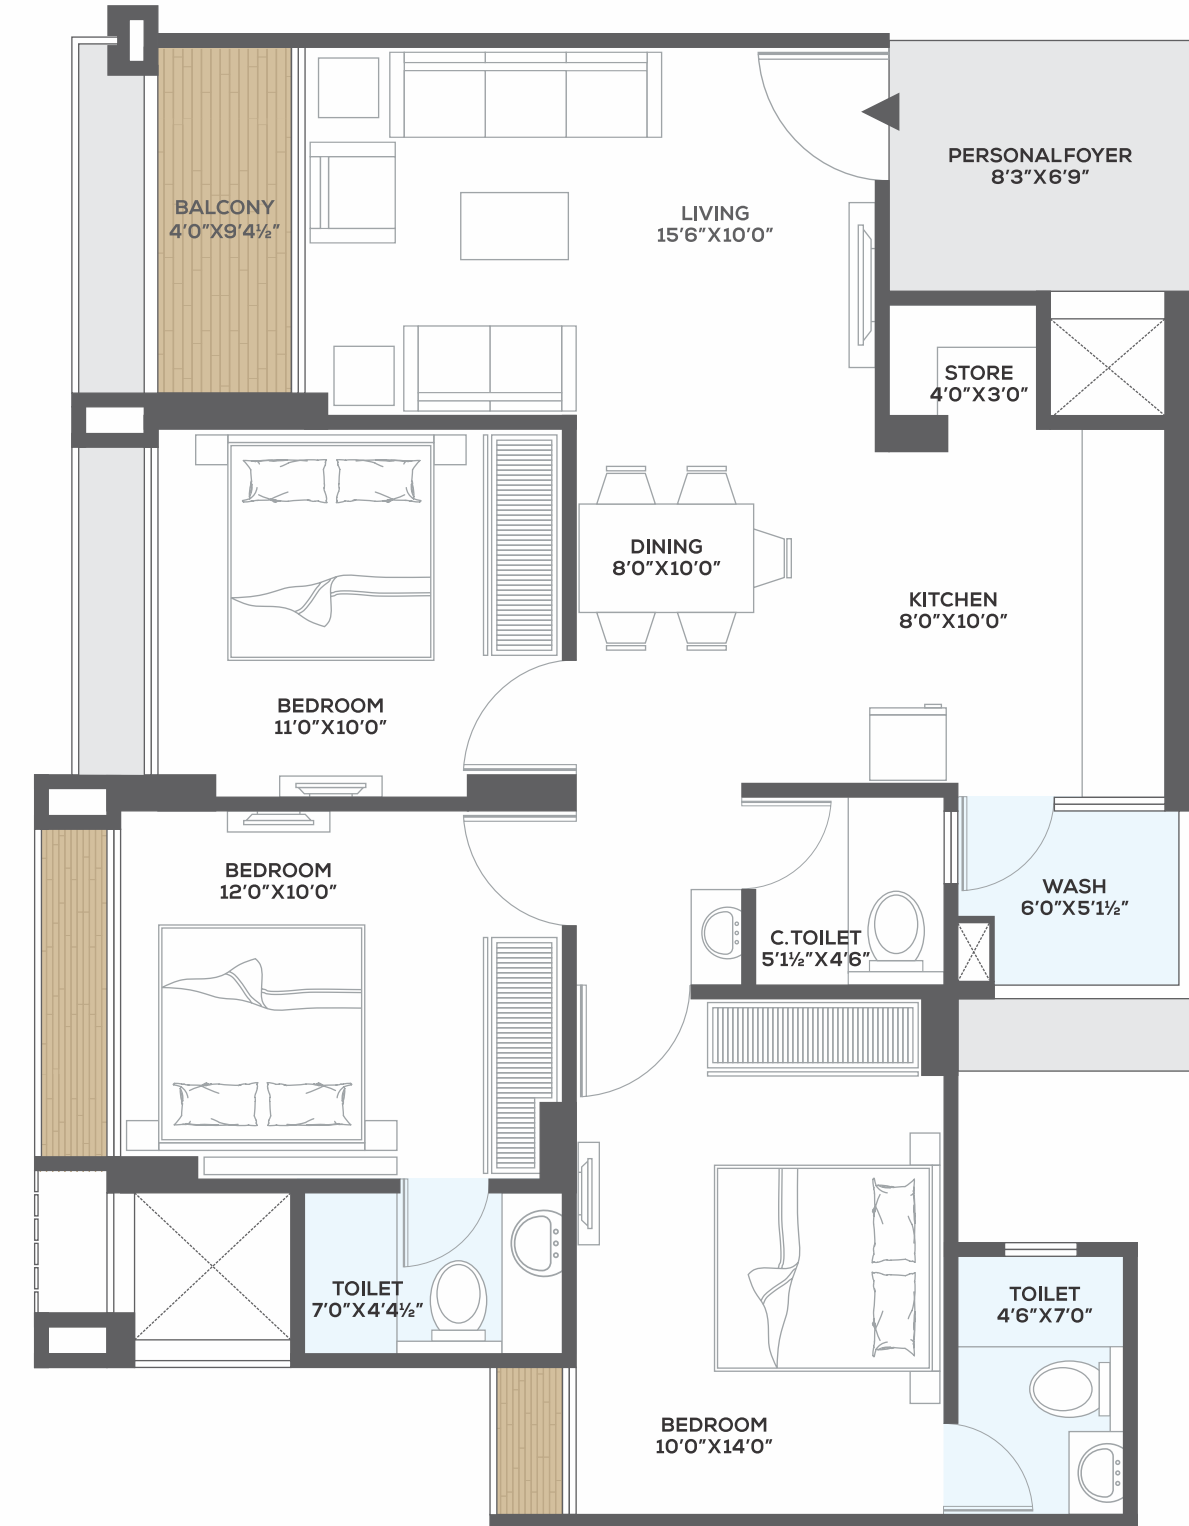 PERSONAL FOYER
8'3"X6'9"
BALCONY
4'0"X9'4½"
LIVING
15'6"X10'0"
STORE
4'0"X3'0"
DINING
8'0"X10'0"
KITCHEN
8'0"X10'0"
BEDROOM
11'0"X10'0"
BEDROOM
12'0"X10'0"
WASH
6'0"X5'1½"
C.TOILET
5'1½"X4'6"
TOILET
7'0"X4'4½"
TOILET
4'6"X7'0"
BEDROOM
10'0"X14'0"